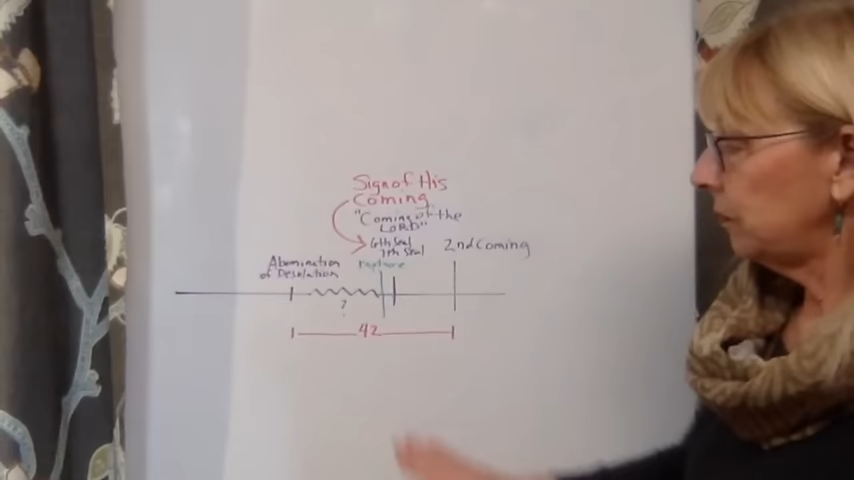 Sign of His
Coming
"Coming of the
LORD"
6th Seal
7th Seal
2nd Coming
Abomination
of Desolation
rapture
?
42